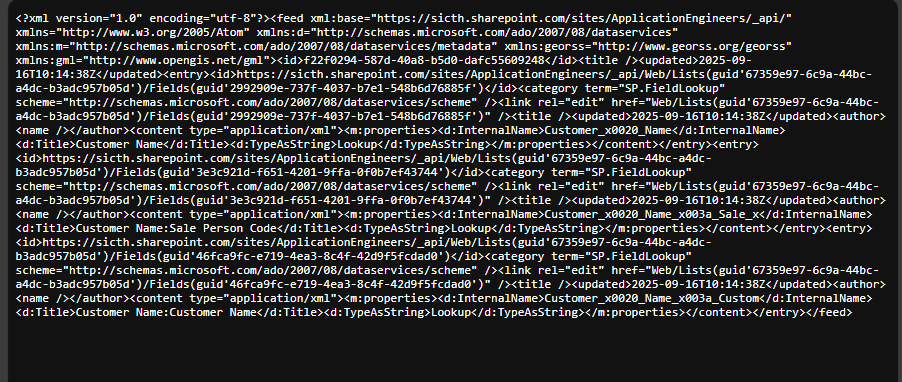 <?xml version="1.0" encoding="utf-8"?><feed xml:base="https://sicth.sharepoint.com/sites/ApplicationEngineers/_api/"
xmlns="http://www.w3.org/2005/Atom" xmlns:d="http://schemas.microsoft.com/ado/2007/08/dataservices"
xmlns:m="http://schemas.microsoft.com/ado/2007/08/dataservices/metadata" xmlns:georss="http://www.georss.org/georss"
xmlns:gml="http://www.opengis.net/gml"><id>f22f0294-587d-40a8-b5d0-dafc55609248</id><title /><updated>2025-09-
16T10:14:38Z</updated><entry><id>https://sicth.sharepoint.com/sites/ApplicationEngineers/_api/Web/Lists(guid'67359e97-6c9a-44bc-
a4dc-b3adc957b05d')/Fields(guid'2992909e-737f-4037-b7e1-548b6d76885f')</id><category term="SP.FieldLookup"
scheme="http://schemas.microsoft.com/ado/2007/08/dataservices/scheme" /><link rel="edit" href="Web/Lists(guid'67359e97-6c9a-44bc-
a4dc-b3adc957b05d')/Fields(guid'2992909e-737f-4037-b7e1-548b6d76885f')" /><title /><updated>2025-09-16T10:14:38Z</updated><author>
<name /></author><content type="application/xml"><m:properties><d:InternalName>Customer_x0020_Name</d:InternalName>
<d:Title>Customer Name</d:Title><d:TypeAsString>Lookup</d:TypeAsString></m:properties></content></entry><entry>
<id>https://sicth.sharepoint.com/sites/ApplicationEngineers/_api/Web/Lists(guid'67359e97-6c9a-44bc-a4dc-
b3adc957b05d')/Fields(guid'3e3c921d-f651-4201-9ffa-0f0b7ef43744')</id><category term="SP.FieldLookup"
scheme="http://schemas.microsoft.com/ado/2007/08/dataservices/scheme" /><link rel="edit" href="Web/Lists(guid'67359e97-6c9a-44bc-
a4dc-b3adc957b05d')/Fields(guid'3e3c921d-f651-4201-9ffa-0f0b7ef43744')" /><title /><updated>2025-09-16T10:14:38Z</updated><author>
<name /></author><content type="application/xml"><m:properties><d:InternalName>Customer_x0020_Name_x003a_Sale_x</d:InternalName>
<d:Title>Customer Name:Sale Person Code</d:Title><d:TypeAsString>Lookup</d:TypeAsString></m:properties></content></entry><entry>
<id>https://sicth.sharepoint.com/sites/ApplicationEngineers/_api/Web/Lists(guid'67359e97-6c9a-44bc-a4dc-
b3adc957b05d')/Fields(guid'46fca9fc-e719-4ea3-8c4f-42d9f5fcdad0')</id><category term="SP.FieldLookup"
scheme="http://schemas.microsoft.com/ado/2007/08/dataservices/scheme" /><link rel="edit" href="Web/Lists(guid'67359e97-6c9a-44bc-
a4dc-b3adc957b05d')/Fields(guid'46fca9fc-e719-4ea3-8c4f-42d9f5fcdad0')" /><title /><updated>2025-09-16T10:14:38Z</updated><author>
<name /></author><content type="application/xml"><m:properties><d:InternalName>Customer_x0020_Name_x003a_Custom</d:InternalName>
<d:Title>Customer Name:Customer Name</d:Title><d:TypeAsString>Lookup</d:TypeAsString></m:properties></content></entry></feed>